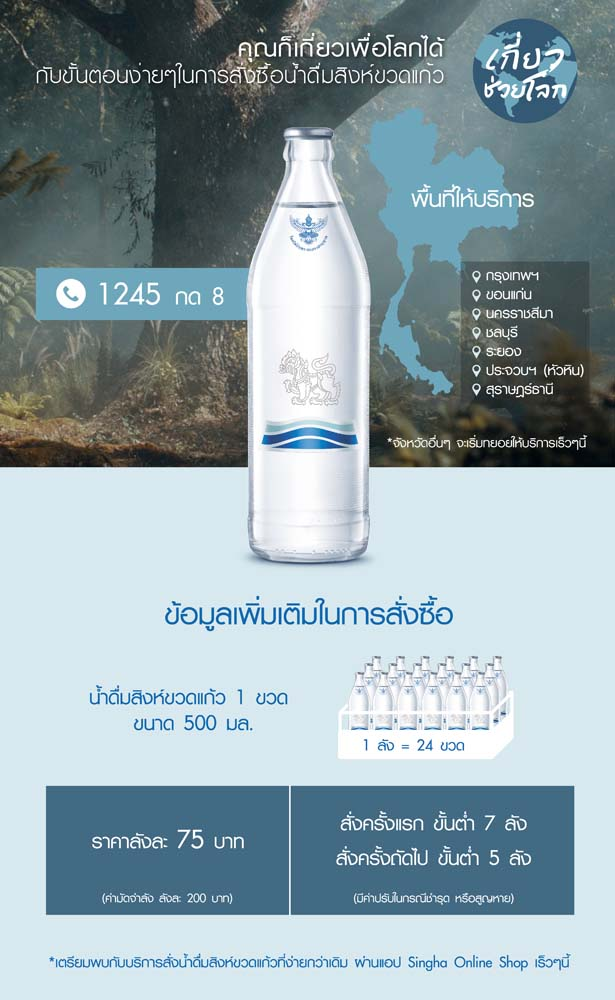 คุณก็เกี่ยวเพื่อโลกได้
กับขั้นตอนง่ายๆในการสั่งซื้อน้ำดื่มสิงห์ขวดแก้ว
เกี่ยว
ช่วยโลก
พื้นที่ให้บริการ
1245 กด 8
กรุงเทพฯ
ขอนแก่น
นครราชสีมา
ชลบุรี
ระยอง
ประจวบฯ (หัวหิน)
สุราษฎร์ธานี
*จังหวัดอื่นๆ จะเริ่มทยอยให้บริการเร็วๆนี้
ข้อมูลเพิ่มเติมในการสั่งซื้อ
น้ำดื่มสิงห์ขวดแก้ว 1 ขวด
ขนาด 500 มล.
1 ลัง = 24 ขวด
ราคาลังละ 75 บาท
(ค่ามัดจำลัง ลังละ 200 บาท)
สั่งครั้งแรก ขั้นต่ำ 7 ลัง
สั่งครั้งถัดไป ขั้นต่ำ 5 ลัง
(มีค่าปรับในกรณีชำรุด หรือสูญหาย)
*เตรียมพบกับบริการสั่งน้ำดื่มสิงห์ขวดแก้วที่ง่ายกว่าเดิม ผ่านแอป Singha Online Shop เร็วๆนี้